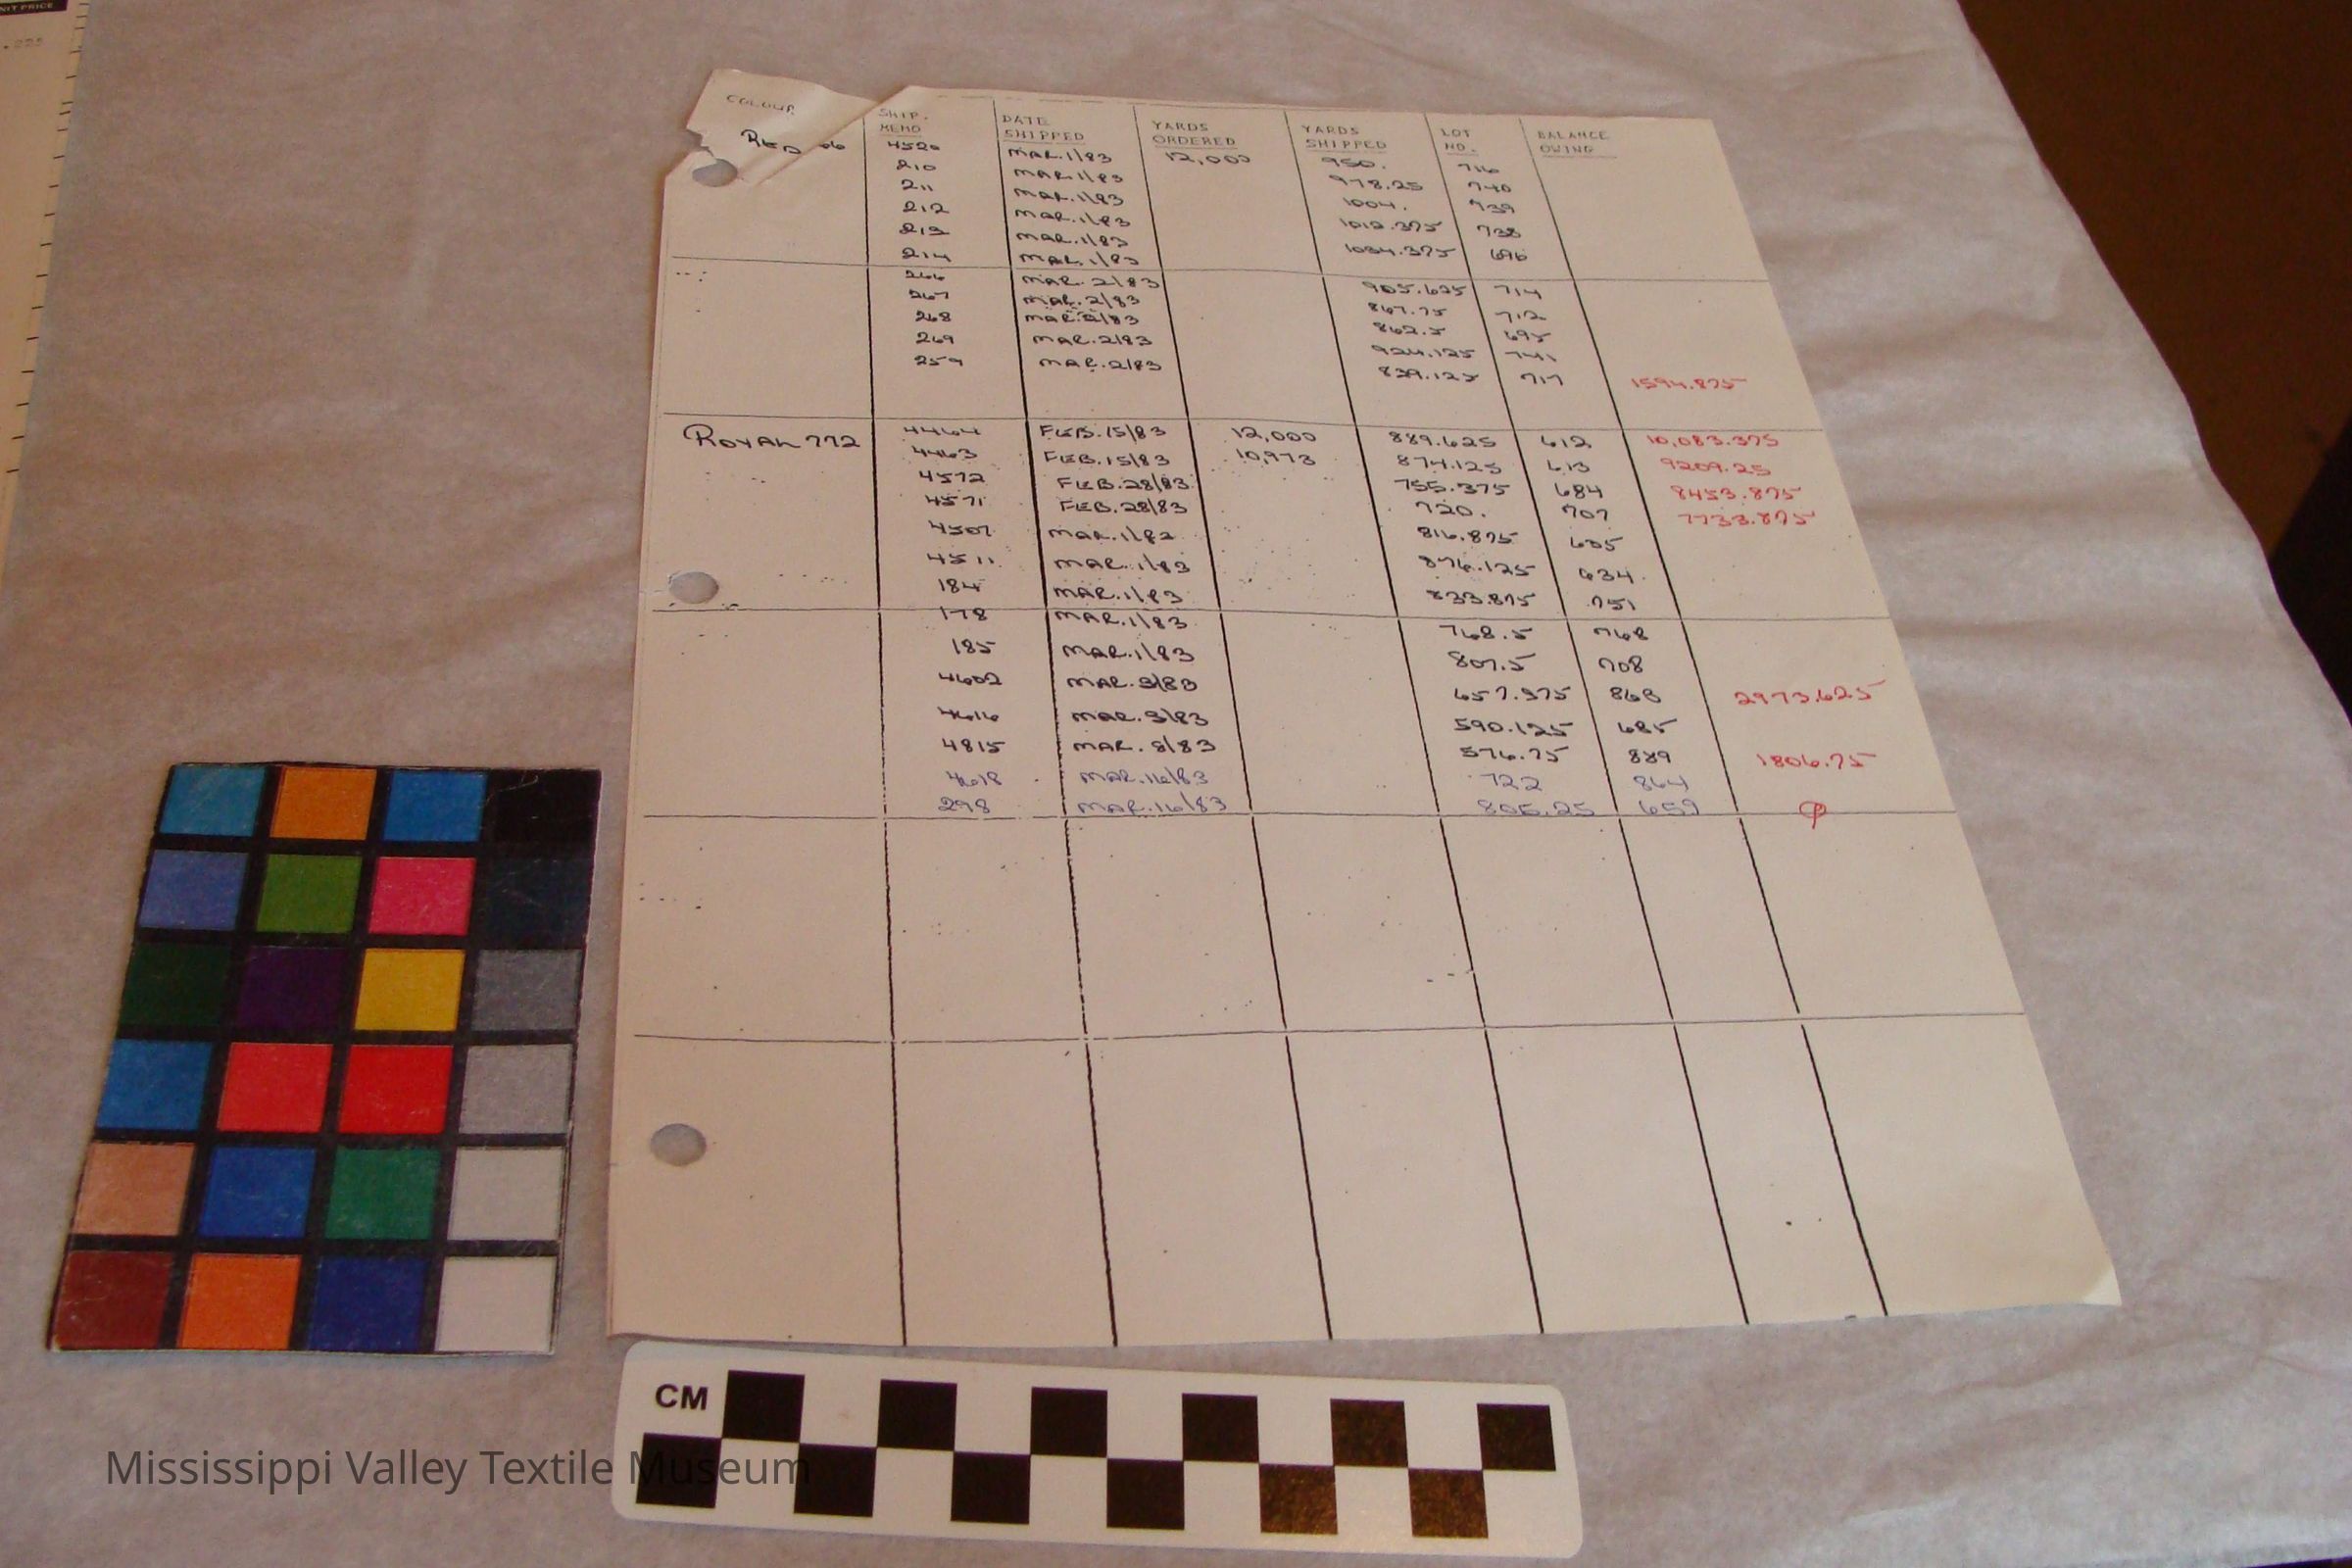 NIT PRICE
COLOUR SHIP. MEMO DATE SHIPPED YARDS ORDERED YARDS SHIPPED LOT NO. BALANCE OWING
RED 4520 MAR.1/83 12,000 950. 716
210 MAR.1/83 978.25 740
211 MAR.1/83 1004. 739
212 MAR.1/83 1012.375 738
213 MAR.1/83 1034.375 696
214 MAR.1/83
266 MAR.2/83 905.625 714
267 MAR.2/83 867.75 712
268 MAR.2/83 862.5 695
269 MAR.2/83 924.125 741
259 MAR.2/83 839.125 717 1594.875
ROYAL 772 4464 FEB.15/83 12,000 889.625 612 10,083.375
4463 FEB.15/83 10,973 874.125 613 9209.25
4572 FEB.28/83 755.375 684 8453.875
4571 FEB.28/83 720. 707 7733.875
4507 MAR.1/83 816.875 635
4511 MAR.1/83 876.125 634
184 MAR.1/83 833.875 751
178 MAR.1/83 768.5 768
185 MAR.1/83 807.5 708
4602 MAR.3/83 657.375 868 2973.625
4616 MAR.3/83 590.125 685
4815 MAR.8/83 576.75 889 1806.75
4618 MAR.16/83 722 864
298 MAR.16/83 805.25 659 φ
CM
Mississippi Valley Textile Museum